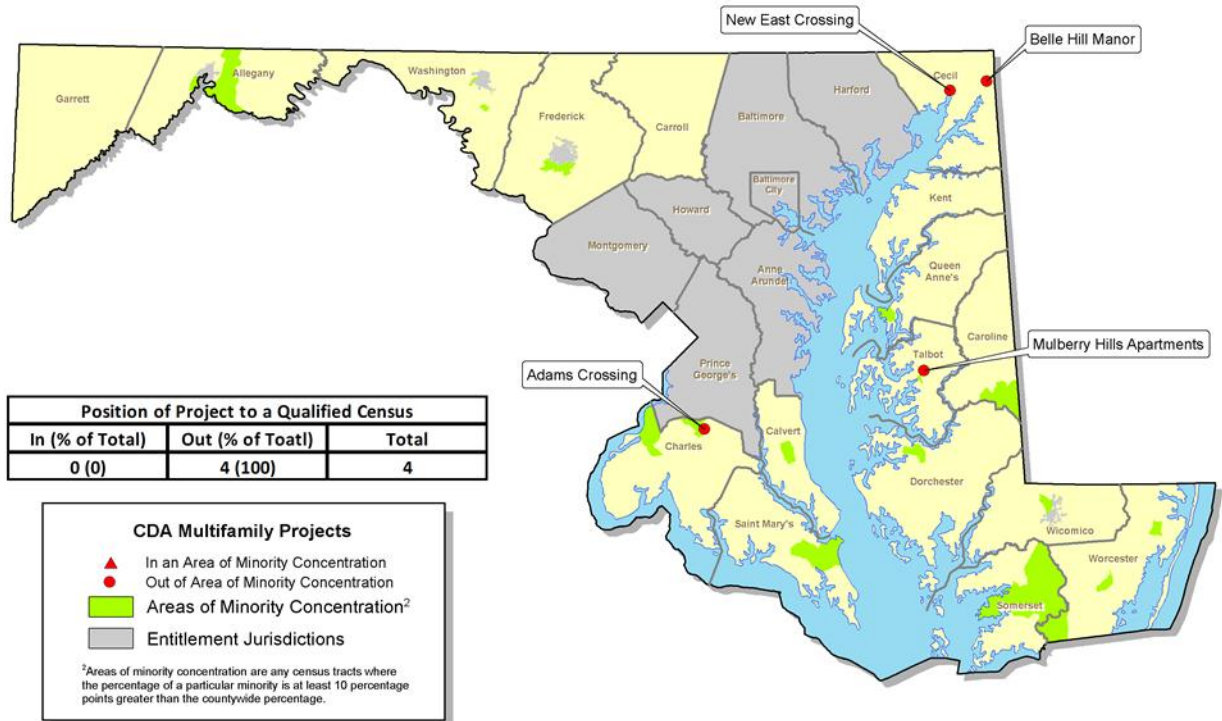 New East Crossing
Belle Hill Manor
Garrett
Allegany
Washington
Frederick
Carroll
Baltimore
Harford
Cecil
Baltimore
City
Howard
Montgomery
Anne
Arundel
Kent
Queen
Anne's
Caroline
Talbot
Mulberry Hills Apartments
Prince
George's
Adams Crossing
Charles
Calvert
Saint Mary's
Dorchester
Wicomico
Worcester
Somerset
Position of Project to a Qualified Census
In (% of Total) Out (% of Toatl) Total
0 (0) 4 (100) 4
CDA Multifamily Projects
In an Area of Minority Concentration
Out of Area of Minority Concentration
Areas of Minority Concentration2
Entitlement Jurisdictions
2Areas of minority concentration are any census tracts where
the percentage of a particular minority is at least 10 percentage
points greater than the countywide percentage.